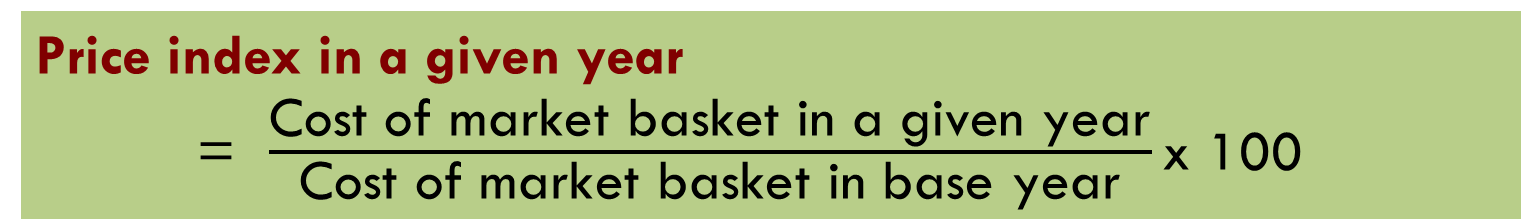 Price index in a given year
= Cost of market basket in a given year x 100
Cost of market basket in base year